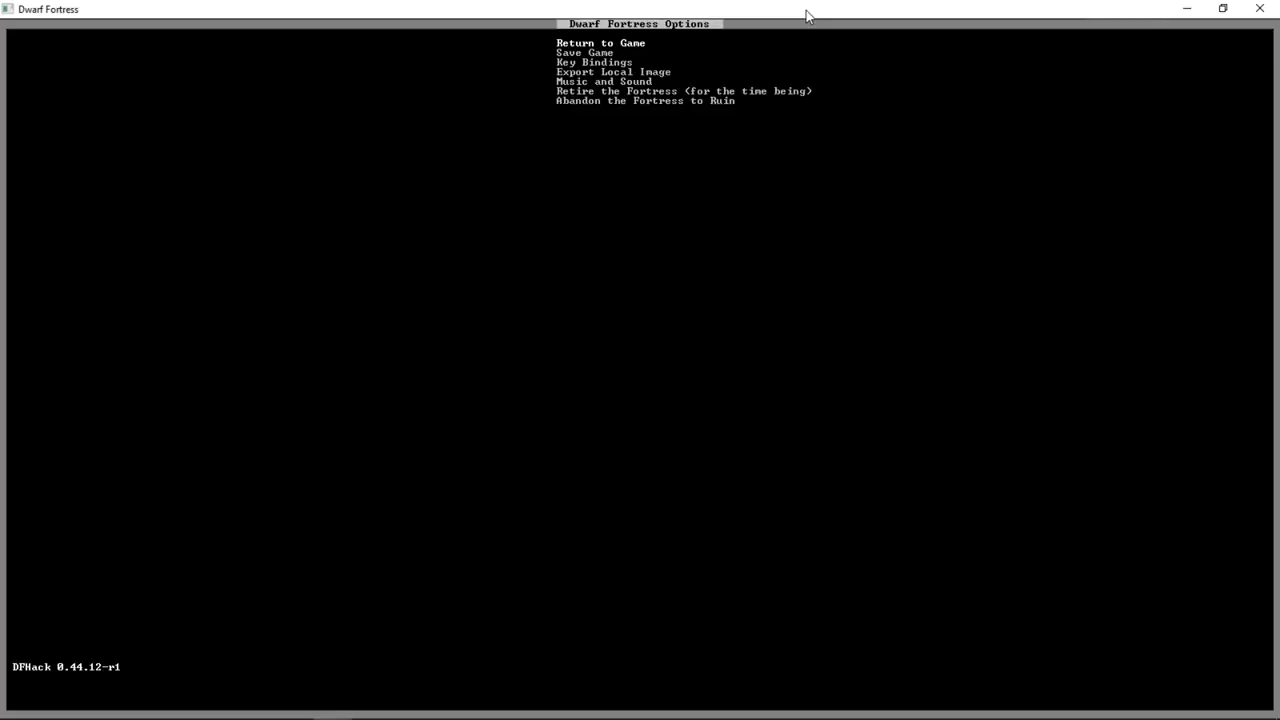 Dwarf Fortress
Dwarf Fortress Options
Return to Game
Save Game
Key Bindings
Export Local Image
Music and Sound
Retire the Fortress (for the time being)
Abandon the Fortress to Ruin
DFHack 0.44.12-r1